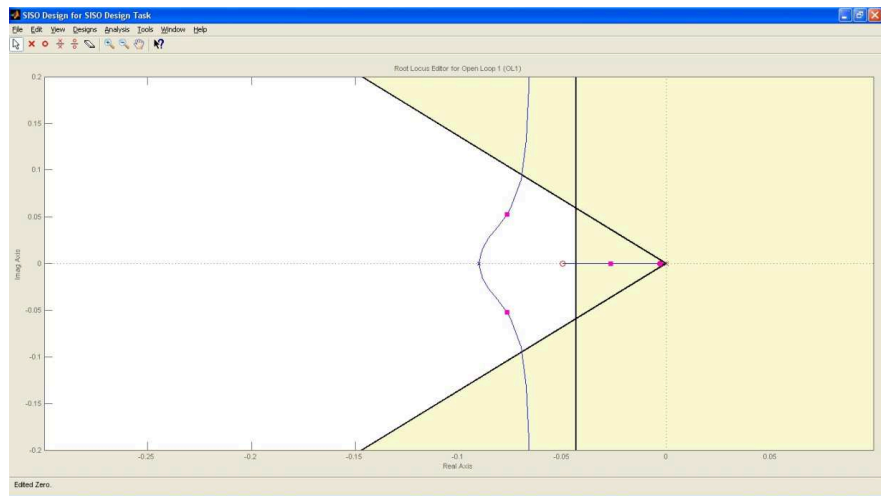 SISO Design for SISO Design Task
File Edit View Designs Analysis Tools Window Help
Root Locus Editor for Open Loop 1 (OL1)
0.2
0.15
0.1
0.05
0
-0.05
-0.1
-0.15
-0.2
Imag Axis
-0.25 -0.2 -0.15 -0.1 -0.05 0 0.05
Real Axis
Edited Zero.